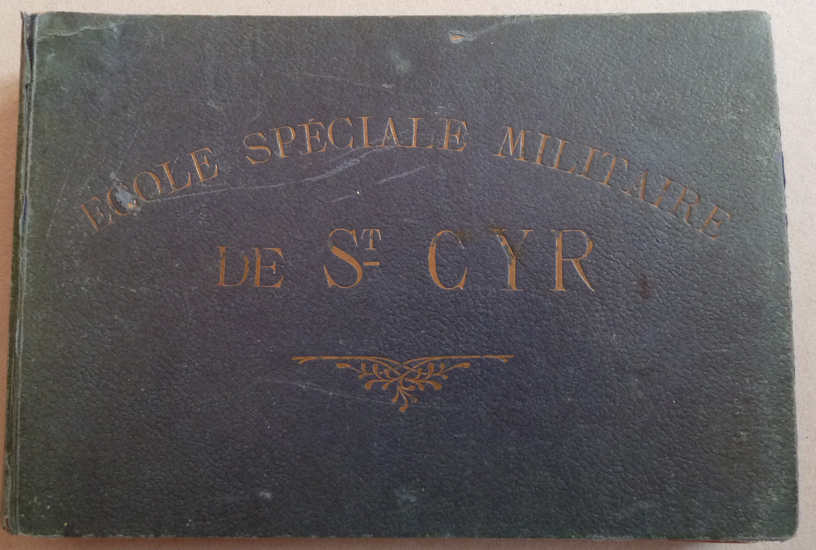 ECOLE SPÉCIALE MILITAIRE
DE ST CYR